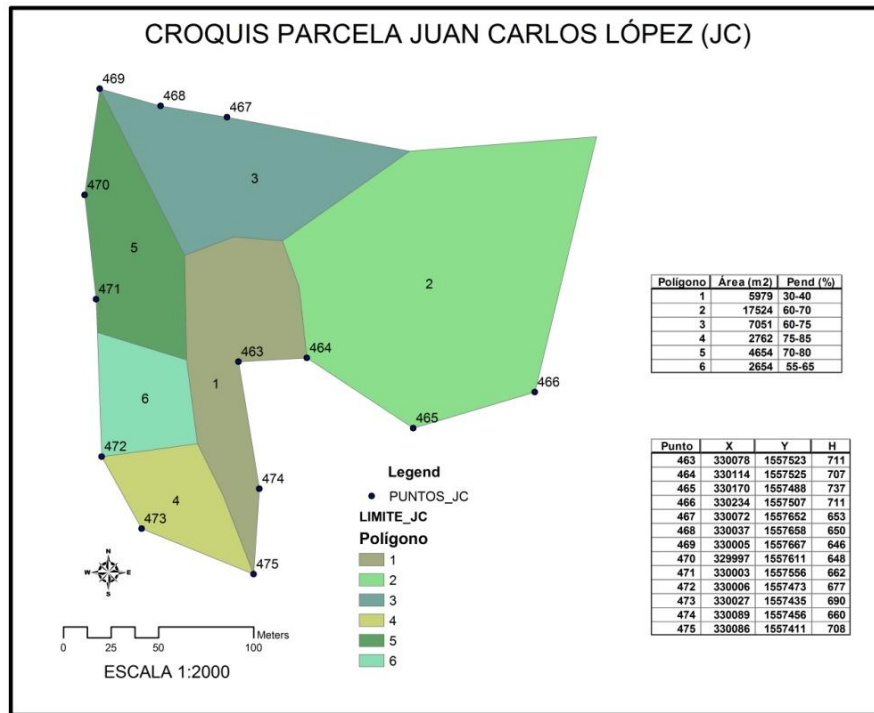 CROQUIS PARCELA JUAN CARLOS LÓPEZ (JC)
469
468
467
470
3
5
2
471
463
464
466
1
6
465
472
474
4
473
475
N
W E
S
0 25 50 100 Meters
ESCALA 1:2000
Legend
PUNTOS_JC
LIMITE_JC
Polígono
1
2
3
4
5
6
Polígono Área (m2) Pend (%)
1 5979 30-40
2 17524 60-70
3 7051 60-75
4 2762 75-85
5 4654 70-80
6 2654 55-65
Punto X Y H
463 330078 1557523 711
464 330114 1557525 707
465 330170 1557488 737
466 330234 1557507 711
467 330072 1557652 653
468 330037 1557658 650
469 330005 1557667 646
470 329997 1557611 648
471 330003 1557556 662
472 330006 1557473 677
473 330027 1557435 690
474 330089 1557456 660
475 330086 1557411 708